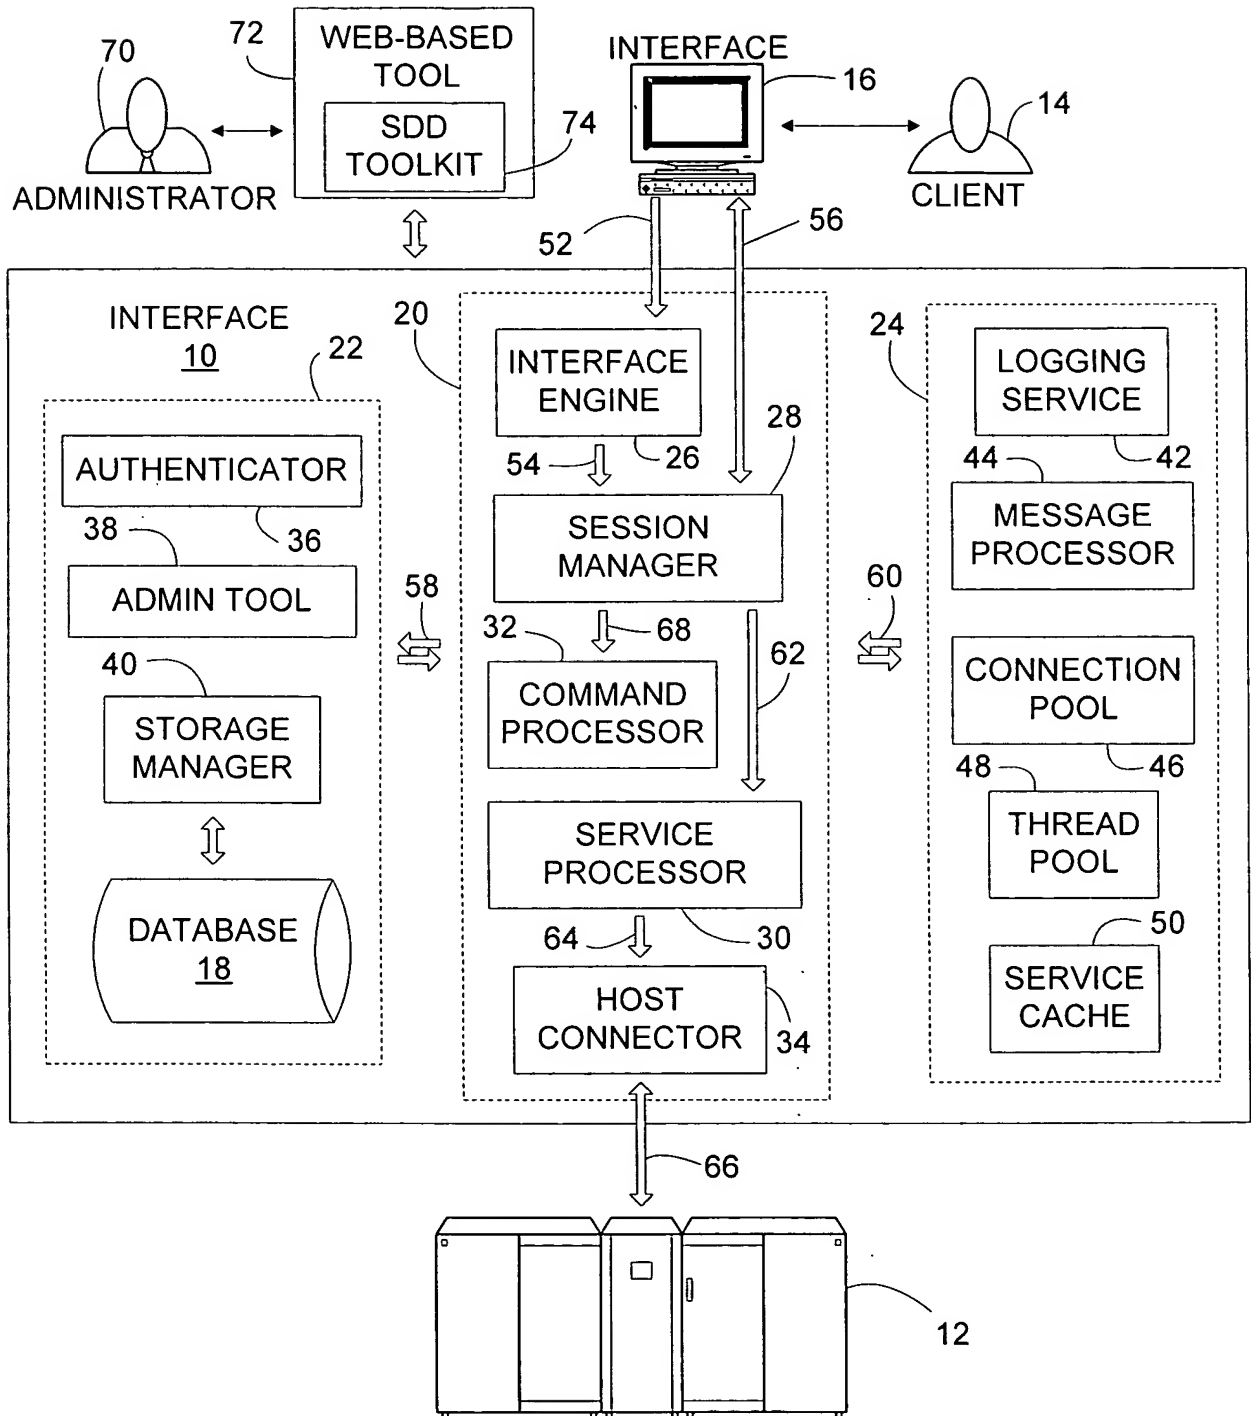 70
72
WEB-BASED
TOOL
SDD
TOOLKIT
74
ADMINISTRATOR
INTERFACE
16
14
CLIENT
52
56
INTERFACE
10
22
20
24
INTERFACE
ENGINE
54
26
28
SESSION
MANAGER
AUTHENTICATOR
38
36
ADMIN TOOL
40
STORAGE
MANAGER
DATABASE
18
58
32
68
62
COMMAND
PROCESSOR
SERVICE
PROCESSOR
64
30
HOST
CONNECTOR
34
60
LOGGING
SERVICE
44
42
MESSAGE
PROCESSOR
CONNECTION
POOL
48
46
THREAD
POOL
50
SERVICE
CACHE
66
12